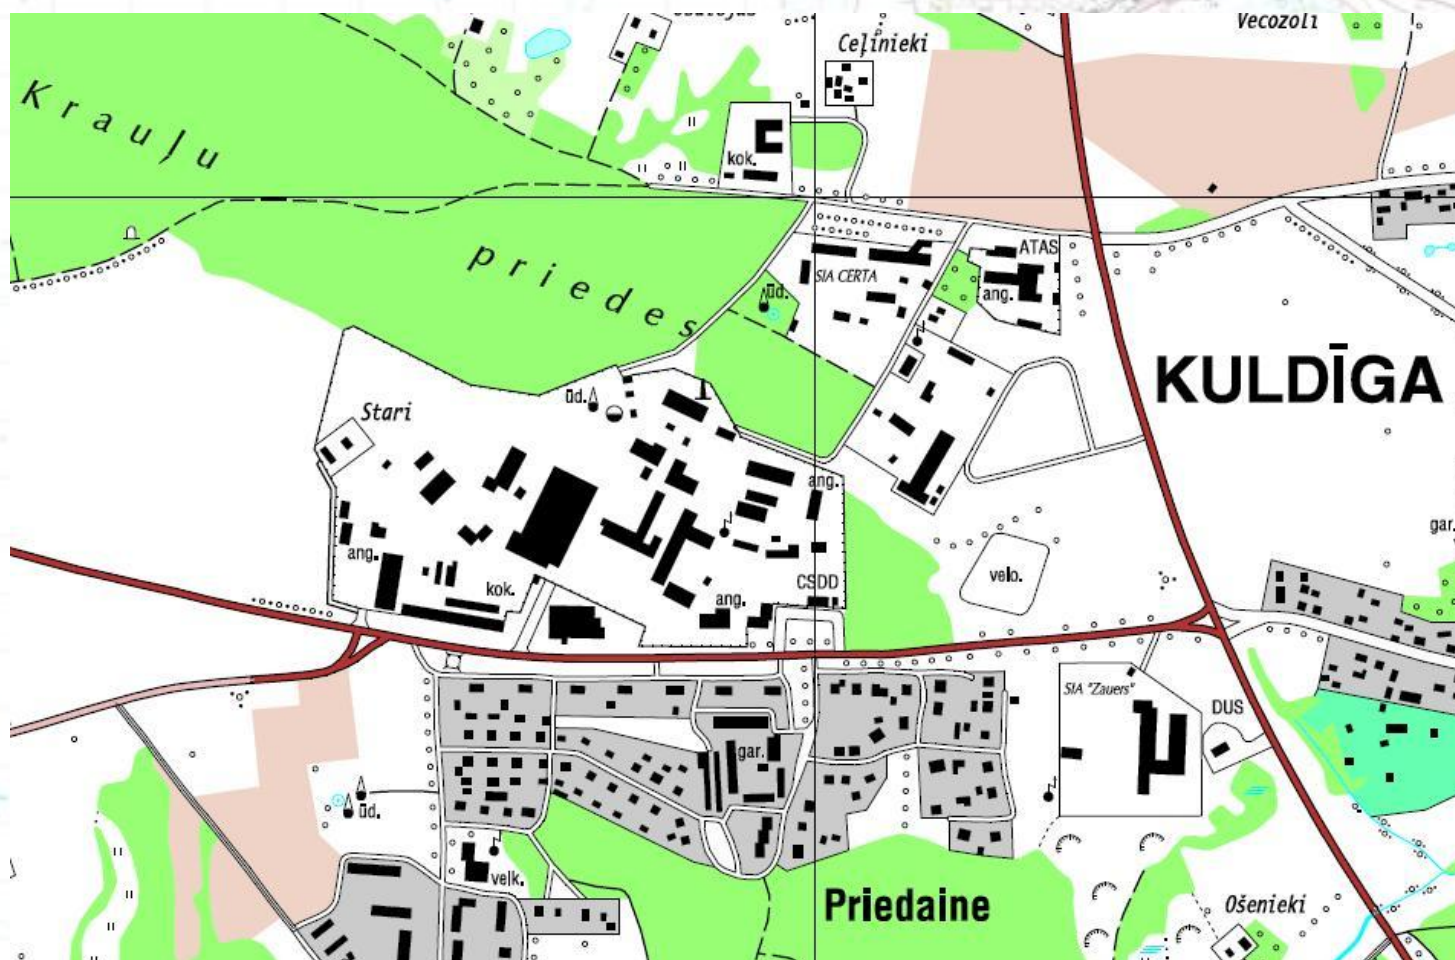 Vecozoli
Ceļinieki
Krauļu
kok.
priedes
ATAS
SIA CERTA
ūd.
ang.
KULDĪGA
ūd.
Stari
ang.
gar.
ang.
CSDD
velo.
kok.
ang.
SIA "Zauers"
DUS
gar.
ūd.
velk.
Priedaine
Ošenieki